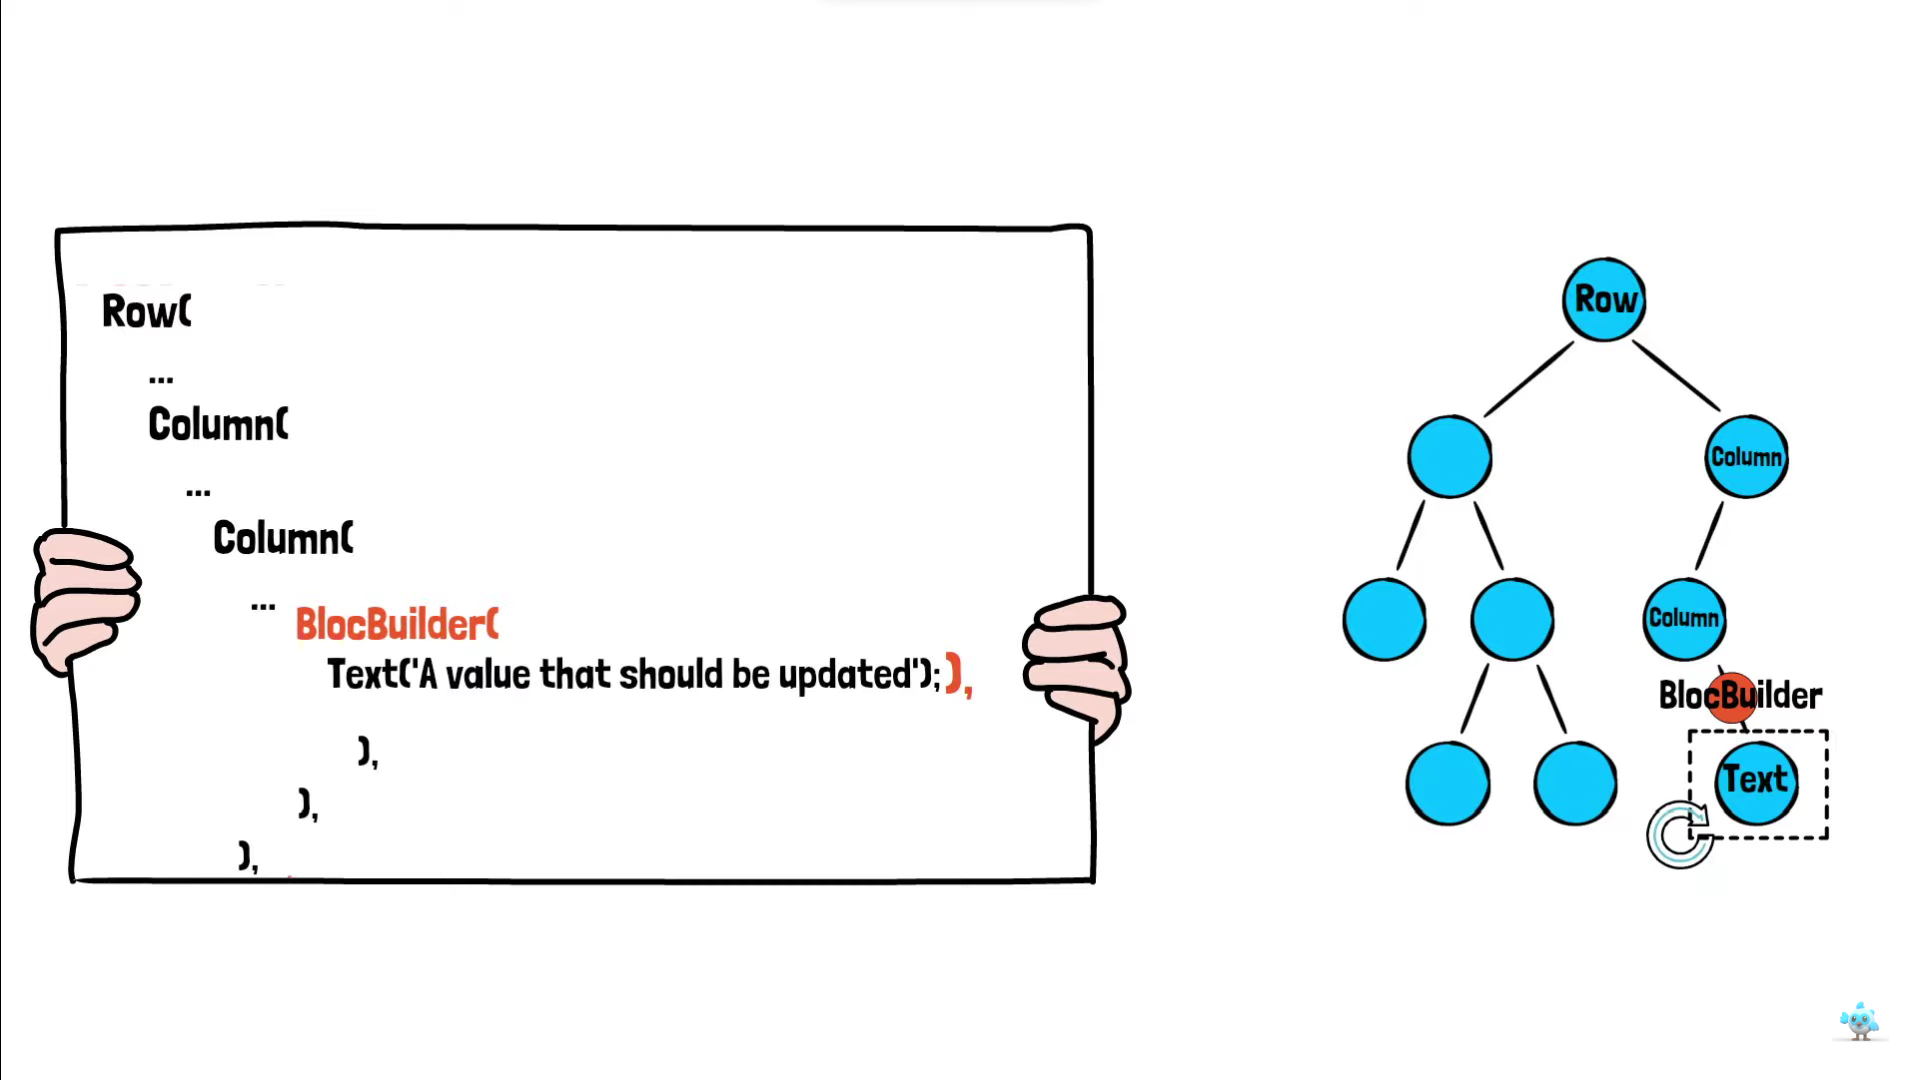 Row(
...
Column(
...
Column(
...
BlocBuilder(
Text('A value that should be updated');),
),
),
),
Row
Column
Column
BlocBuilder
Text